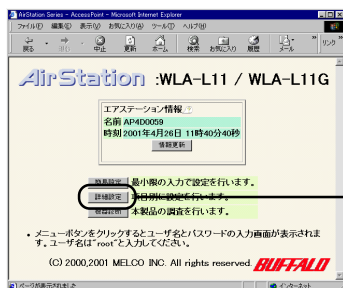 AirStation Series - AccessPoint - Microsoft Internet Explorer
ファイル(F) 編集(E) 表示(V) お気に入り(A) ツール(T) ヘルプ(H)
戻る 中止 更新 ホーム 検索 お気に入り 履歴 メール リンク
AirStation :WLA-L11 / WLA-L11G
エアステーション情報
名前 AP4D0059
時刻 2001年4月26日 11時40分40秒
情報更新
簡易設定 最小限の入力で設定を行います。
詳細設定 項目別に設定を行います。
機器診断 本製品の調査を行います。
• メニューボタンをクリックするとユーザ名とパスワードの入力画面が表示されま
す。ユーザ名は"root"と入力してください。
(C) 2000,2001 MELCO INC. All rights reserved. BUFFALO
ページが表示されました インターネット